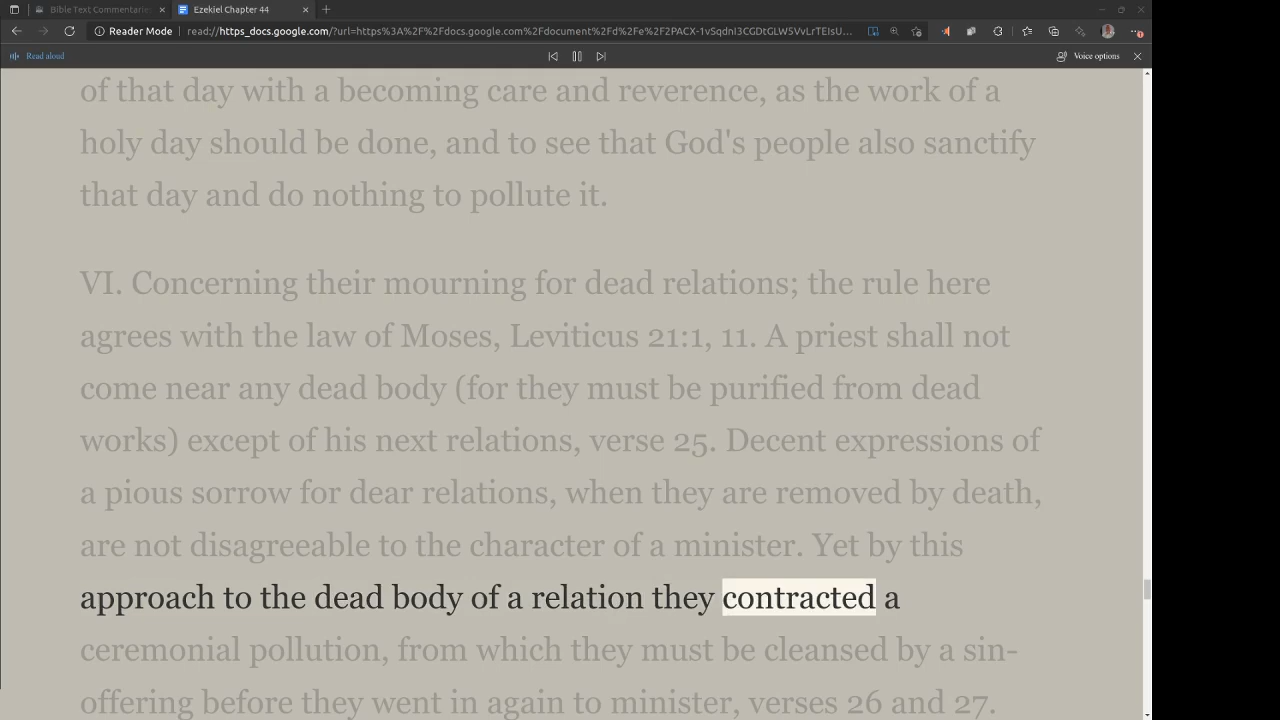 Bible Text Commentarie
Ezekiel Chapter 44
Reader Mode
read://https_docs.google.com/?url=https%3A%2F%2Fdocs.google.com%2Fdocument%2Fd%2Fe%2F2PACX-1vSqdnI3CGDtGLW5VvLrTEIsU...
Read aloud
Voice options
of that day with a becoming care and reverence, as the work of a
holy day should be done, and to see that God's people also sanctify
that day and do nothing to pollute it.
VI. Concerning their mourning for dead relations; the rule here
agrees with the law of Moses, Leviticus 21:1, 11. A priest shall not
come near any dead body (for they must be purified from dead
works) except of his next relations, verse 25. Decent expressions of
a pious sorrow for dear relations, when they are removed by death,
are not disagreeable to the character of a minister. Yet by this
approach to the dead body of a relation they contracted a
ceremonial pollution, from which they must be cleansed by a sin-
offering before they went in again to minister, verses 26 and 27.